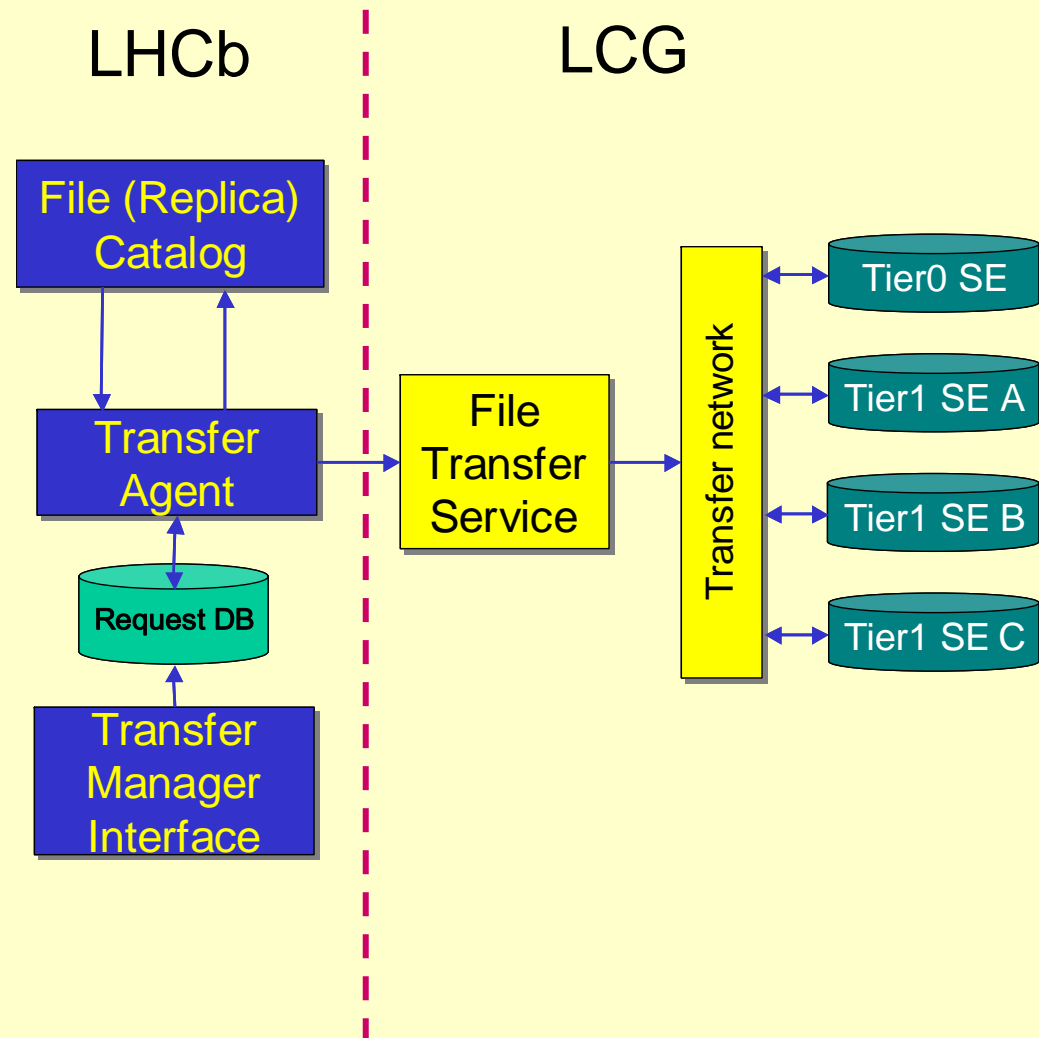 LHCb
LCG
File (Replica)
Catalog
Transfer
Agent
Request DB
Transfer
Manager
Interface
File
Transfer
Service
Transfer network
Tier0 SE
Tier1 SE A
Tier1 SE B
Tier1 SE C